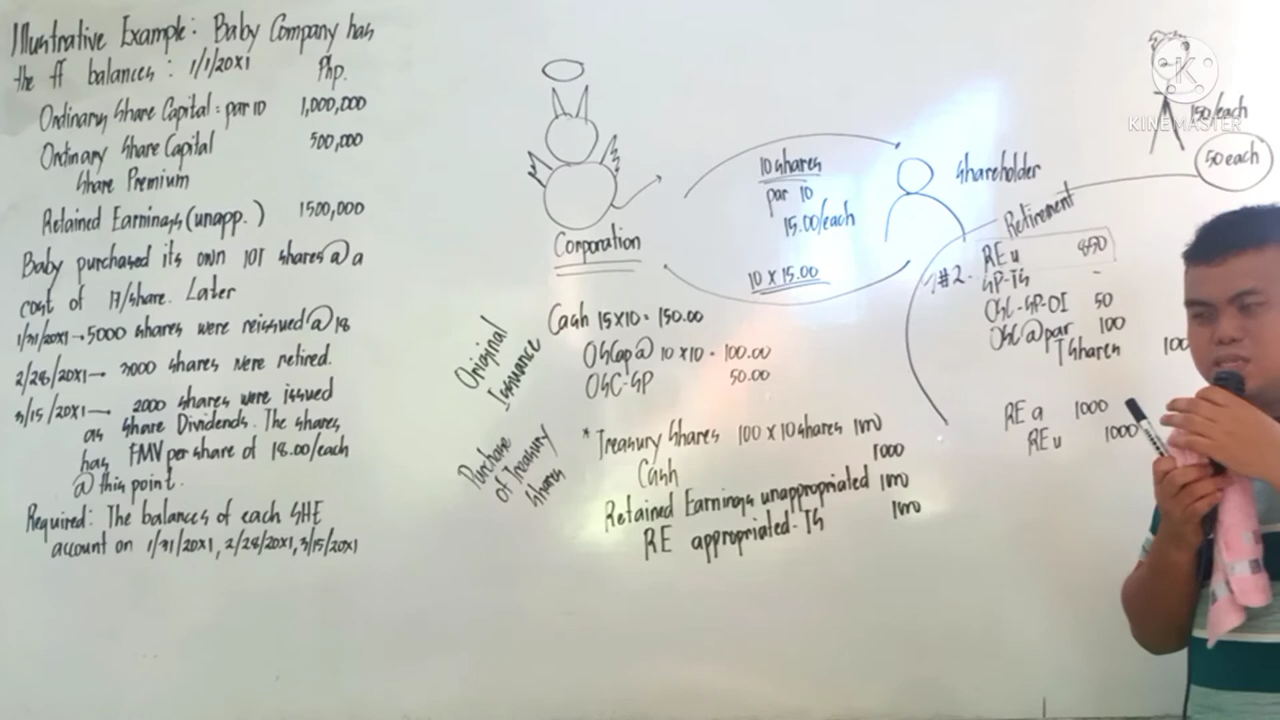 Illustrative Example: Baby Company has
the ff balances: 1/1/20x1 Php.
Ordinary Share Capital: par 10 1,000,000
Ordinary Share Capital 500,000
Share Premium
Retained Earnings (unapp.) 1500,000
Baby purchased its own 10T shares @ a
cost of 17/share. Later
1/31/20x1 → 5000 shares were reissued @ 18
2/28/20x1 → 3000 shares were retired.
3/15/20x1 → 2000 shares were issued
as share Dividends. The shares
has FMV per share of 18.00/each
@ this point.
Required: The balances of each SHE
account on 1/31/20x1, 2/28/20x1, 3/15/20x1
Corporation
10 shares
par 10
15.00/each
10 x 15.00
Shareholder
Original
Issuance
Cash 15x10 = 150.00
OSCap @ 10x10 = 100.00
OSC-SP 50.00
Purchase
of Treasury
Shares
* Treasury Shares 100 x 10 shares 1000
Cash 1000
Retained Earnings unappropriated 1000
RE appropriated-TS 1000
K
KINEMASTER
150/each
50 each
Retirement
#2- REu 850
SP-TS -
OSC-SP-OI 50
OSC@par 100
TShares
REa 1000
REu 1000